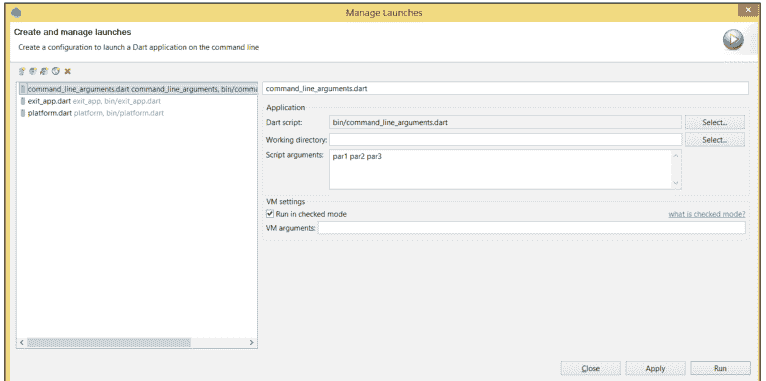 Manage Launches
Create and manage launches
Create a configuration to launch a Dart application on the command line
command_line_arguments.dart command_line_arguments, bin/comma
exit_app.dart exit_app, bin/exit_app.dart
platform.dart platform, bin/platform.dart
command_line_arguments.dart
Application
Dart script: bin/command_line_arguments.dart Select...
Working directory: Select...
Script arguments: par1 par2 par3
VM settings
Run in checked mode what is checked mode?
VM arguments:
Close Apply Run